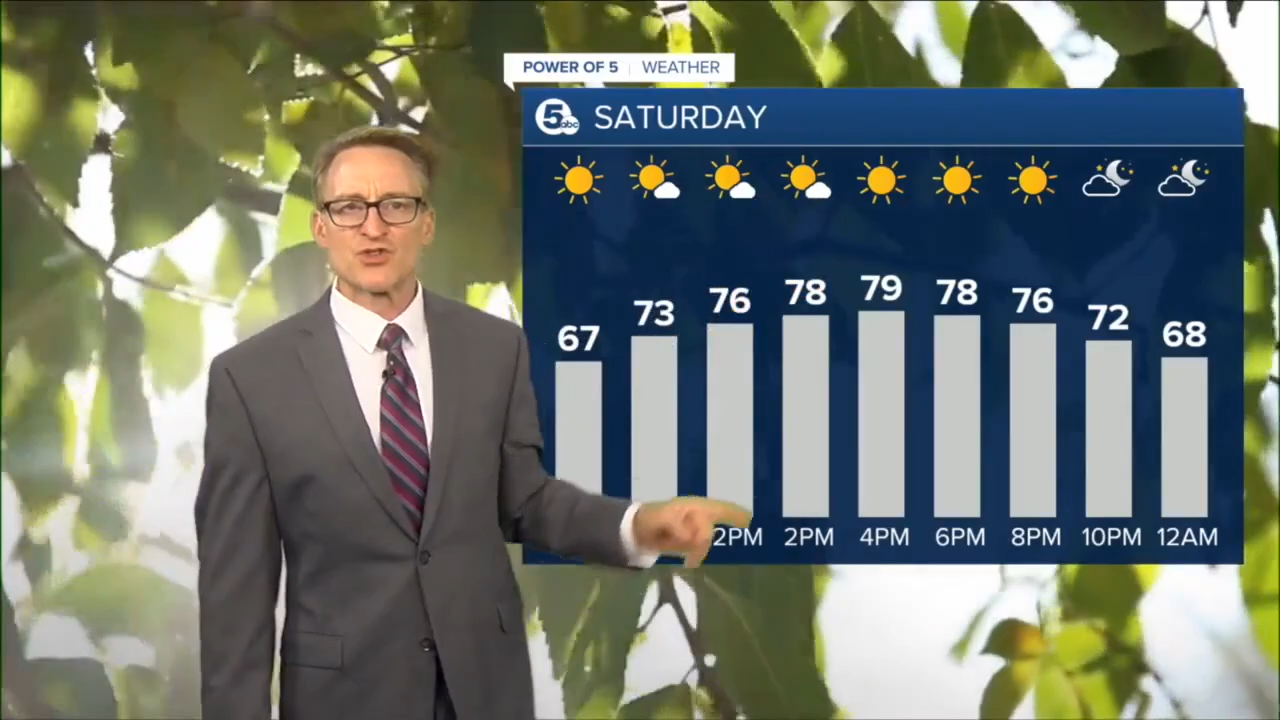 POWER OF 5 | WEATHER
5 abc SATURDAY
67 73 76 78 79 78 76 72 68
2PM 2PM 4PM 6PM 8PM 10PM 12AM